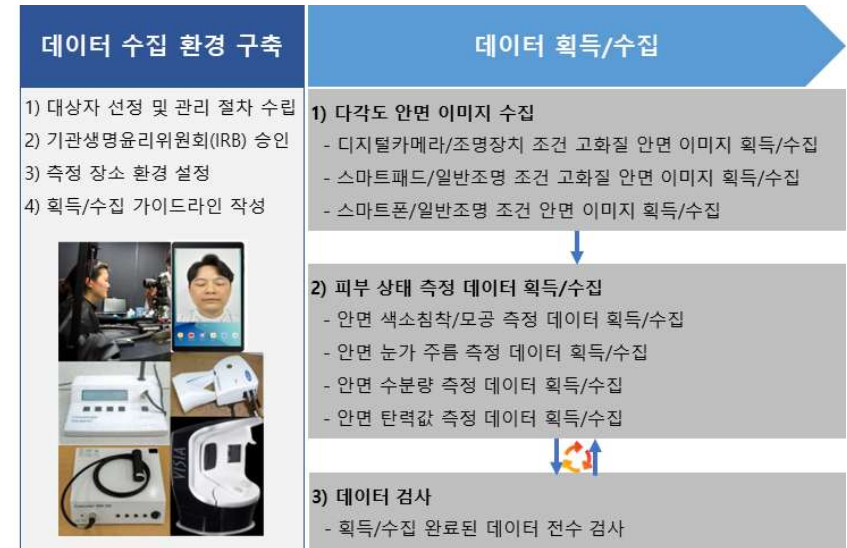 데이터 수집 환경 구축
1) 대상자 선정 및 관리 절차 수립
2) 기관생명윤리위원회(IRB) 승인
3) 측정 장소 환경 설정
4) 획득/수집 가이드라인 작성
VISIA
데이터 획득/수집
1) 다각도 안면 이미지 수집
- 디지털카메라/조명장치 조건 고화질 안면 이미지 획득/수집
- 스마트패드/일반조명 조건 고화질 안면 이미지 획득/수집
- 스마트폰/일반조명 조건 안면 이미지 획득/수집
2) 피부 상태 측정 데이터 획득/수집
- 안면 색소침착/모공 측정 데이터 획득/수집
- 안면 눈가 주름 측정 데이터 획득/수집
- 안면 수분량 측정 데이터 획득/수집
- 안면 탄력값 측정 데이터 획득/수집
3) 데이터 검사
- 획득/수집 완료된 데이터 전수 검사